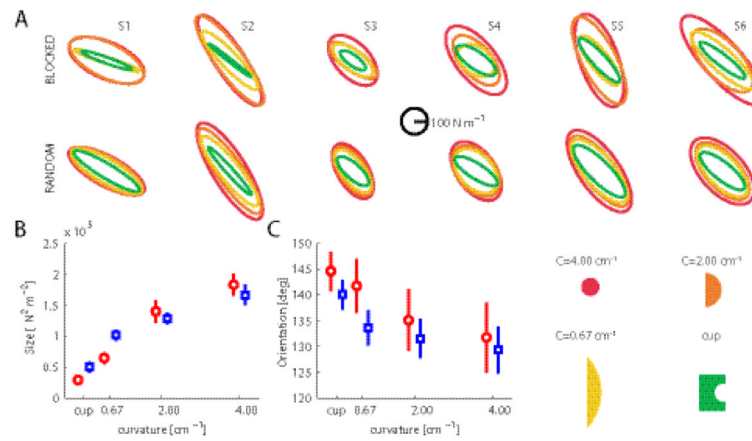 A
S1 S2 S3 S4 S5 S6
BLOCKED
100 N m⁻¹
RANDOM
B
x 10⁵
2.5
2
1.5
1
0.5
0
Size [ N² m⁻²]
cup 0.67 2.00 4.00
curvature [cm⁻¹]
C
150
145
140
135
130
125
120
Orientation [deg]
cup 0.67 2.00 4.00
curvature [cm⁻¹]
C=4.00 cm⁻¹ C=2.00 cm⁻¹
C=0.67 cm⁻¹ cup